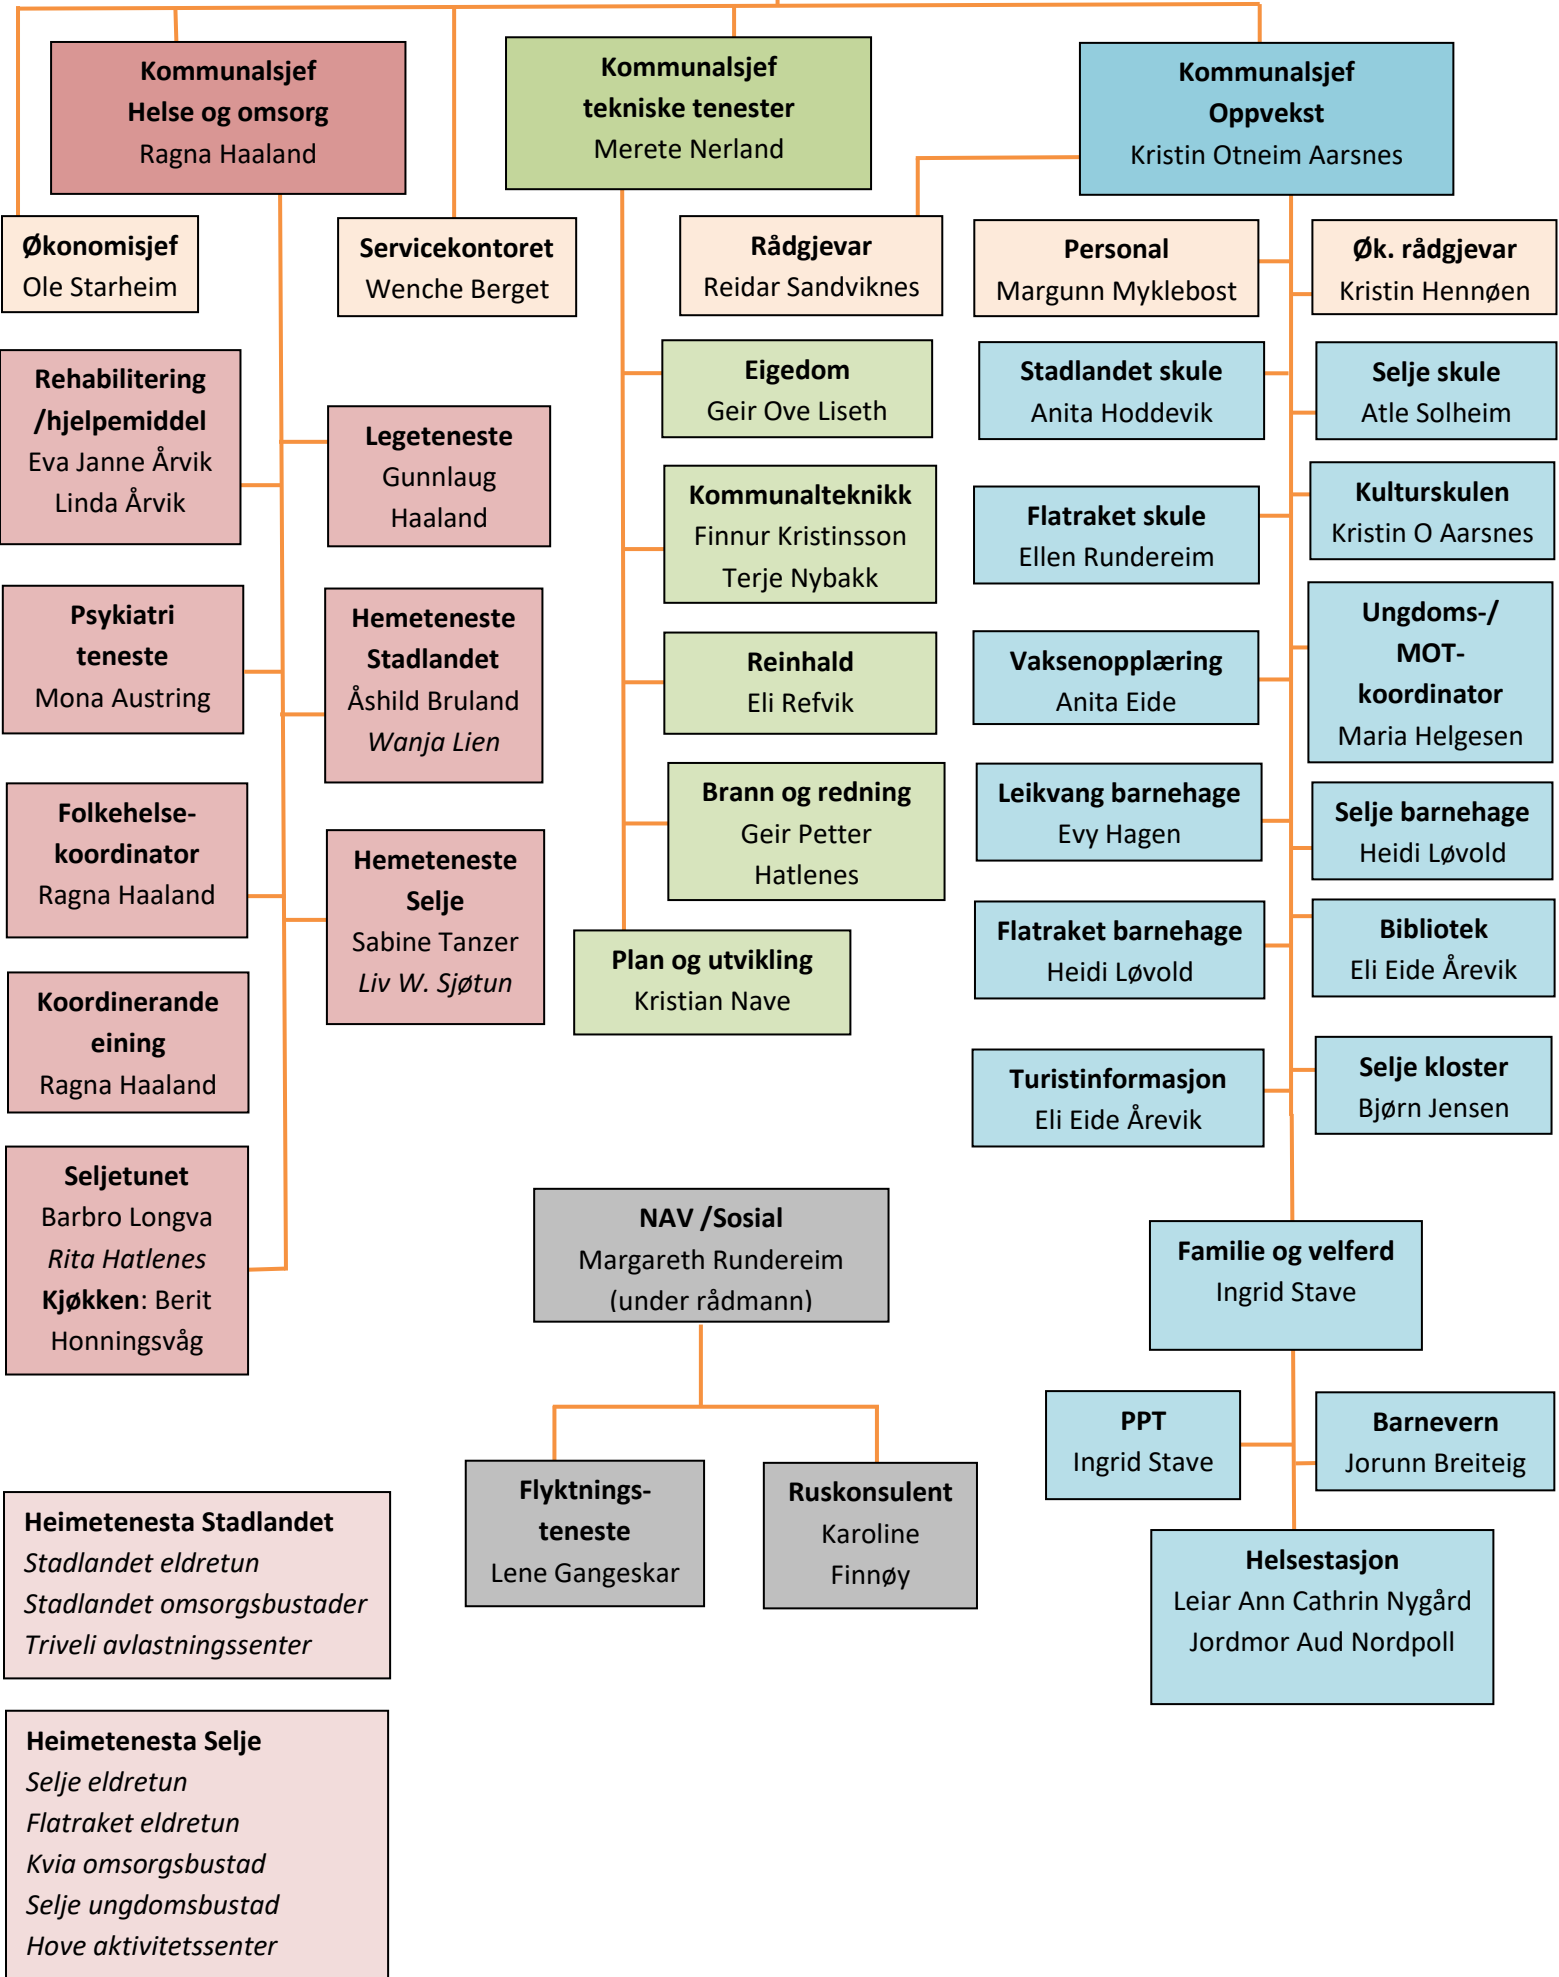 Kommunalsjef
Helse og omsorg
Ragna Haaland
Kommunalsjef
tekniske tenester
Merete Nerland
Kommunalsjef
Oppvekst
Kristin Otneim Aarsnes
Økonomisjef
Ole Starheim
Servicekontoret
Wenche Berget
Rådgjevar
Reidar Sandviknes
Personal
Margunn Myklebost
Øk. rådgjevar
Kristin Hennøen
Rehabilitering
/hjelpemiddel
Eva Janne Årvik
Linda Årvik
Legeteneste
Gunnlaug
Haaland
Psykiatri
teneste
Mona Austring
Hemeteneste
Stadlandet
Åshild Bruland
Wanja Lien
Folkehelse-
koordinator
Ragna Haaland
Hemeteneste
Selje
Sabine Tanzer
Liv W. Sjøtun
Koordinerande
eining
Ragna Haaland
Seljetunet
Barbro Longva
Rita Hatlenes
Kjøkken: Berit
Honningsvåg
Eigedom
Geir Ove Liseth
Kommunalteknikk
Finnur Kristinsson
Terje Nybakk
Reinhald
Eli Refvik
Brann og redning
Geir Petter
Hatlenes
Plan og utvikling
Kristian Nave
Stadlandet skule
Anita Hoddevik
Selje skule
Atle Solheim
Flatraket skule
Ellen Rundereim
Kulturskulen
Kristin O Aarsnes
Vaksenopplæring
Anita Eide
Ungdoms-/
MOT-
koordinator
Maria Helgesen
Leikvang barnehage
Evy Hagen
Selje barnehage
Heidi Løvold
Flatraket barnehage
Heidi Løvold
Bibliotek
Eli Eide Årevik
Turistinformasjon
Eli Eide Årevik
Selje kloster
Bjørn Jensen
NAV /Sosial
Margareth Rundereim
(under rådmann)
Familie og velferd
Ingrid Stave
Flyktnings-
teneste
Lene Gangeskar
Ruskonsulent
Karoline
Finnøy
PPT
Ingrid Stave
Barnevern
Jorunn Breiteig
Helsestasjon
Leiar Ann Cathrin Nygård
Jordmor Aud Nordpoll
Heimetenesta Stadlandet
Stadlandet eldretun
Stadlandet omsorgsbustader
Triveli avlastningssenter
Heimetenesta Selje
Selje eldretun
Flatraket eldretun
Kvia omsorgsbustad
Selje ungdomsbustad
Hove aktivitetssenter